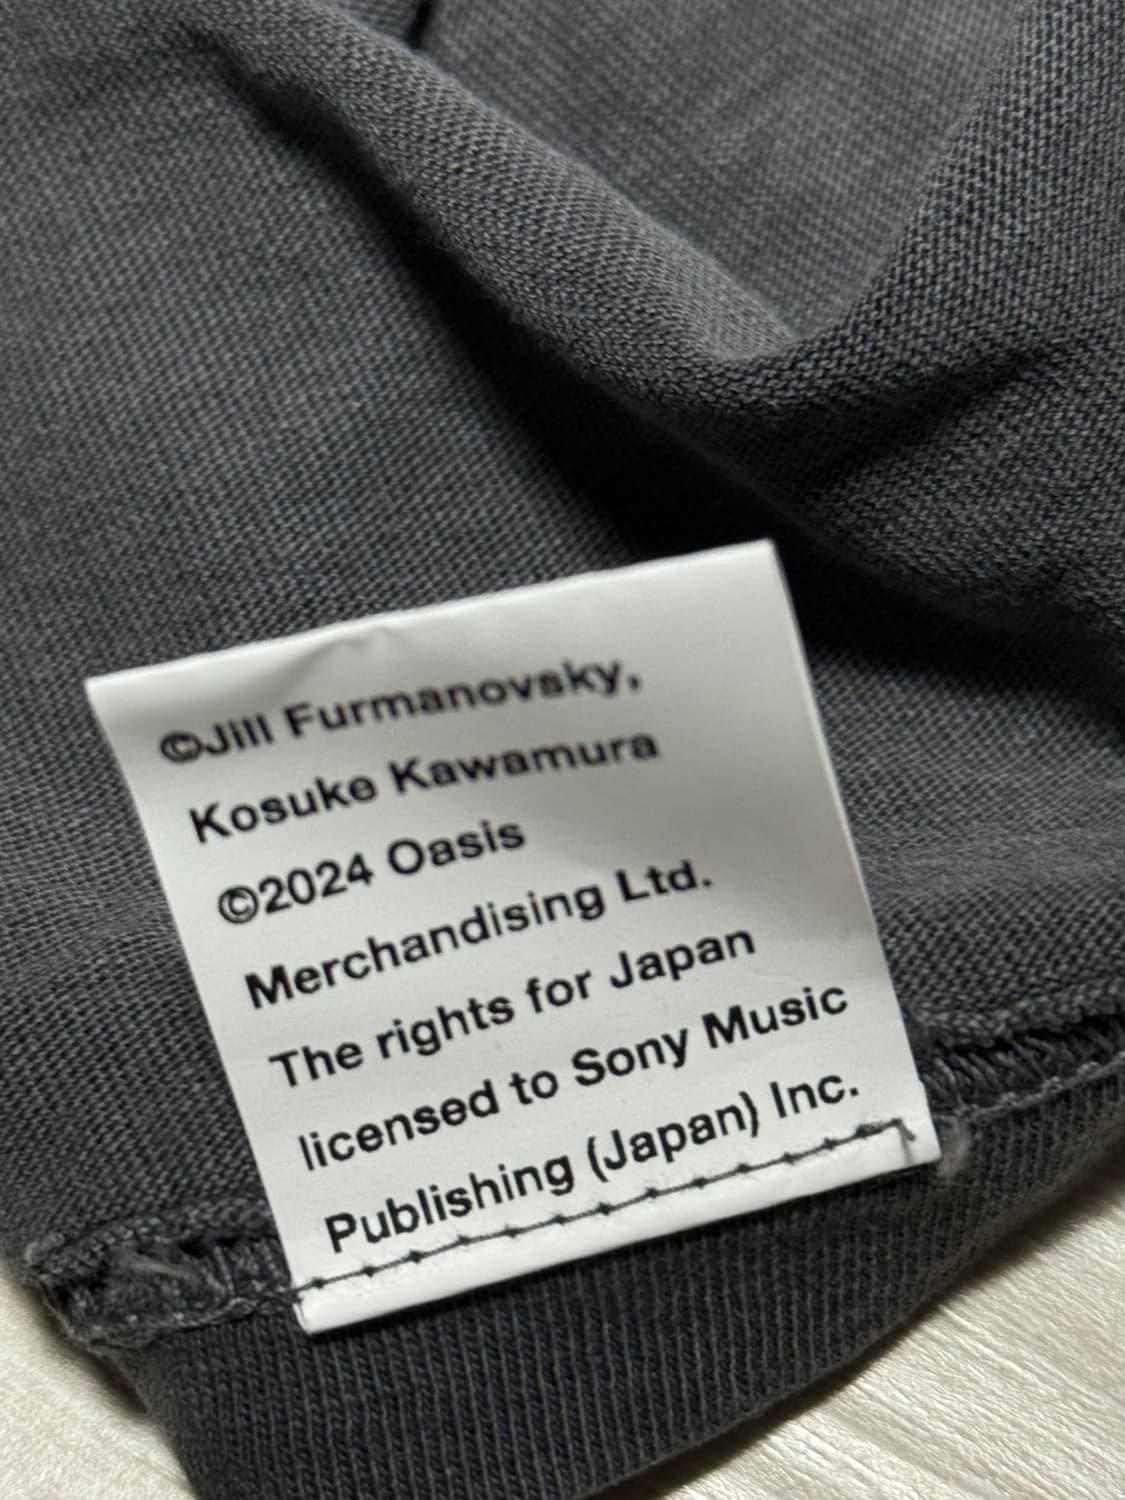 ©Jill Furmanovsky,
Kosuke Kawamura
©2024 Oasis
Merchandising Ltd.
The rights for Japan
licensed to Sony Music
Publishing (Japan) Inc.